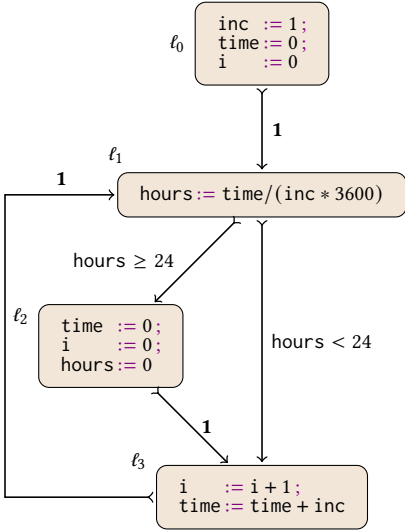 ℓ0
inc := 1;
time := 0;
i := 0
1
ℓ1
1
hours := time/(inc * 3600)
hours ≥ 24
ℓ2
time := 0;
i := 0;
hours := 0
hours < 24
1
ℓ3
i := i + 1;
time := time + inc